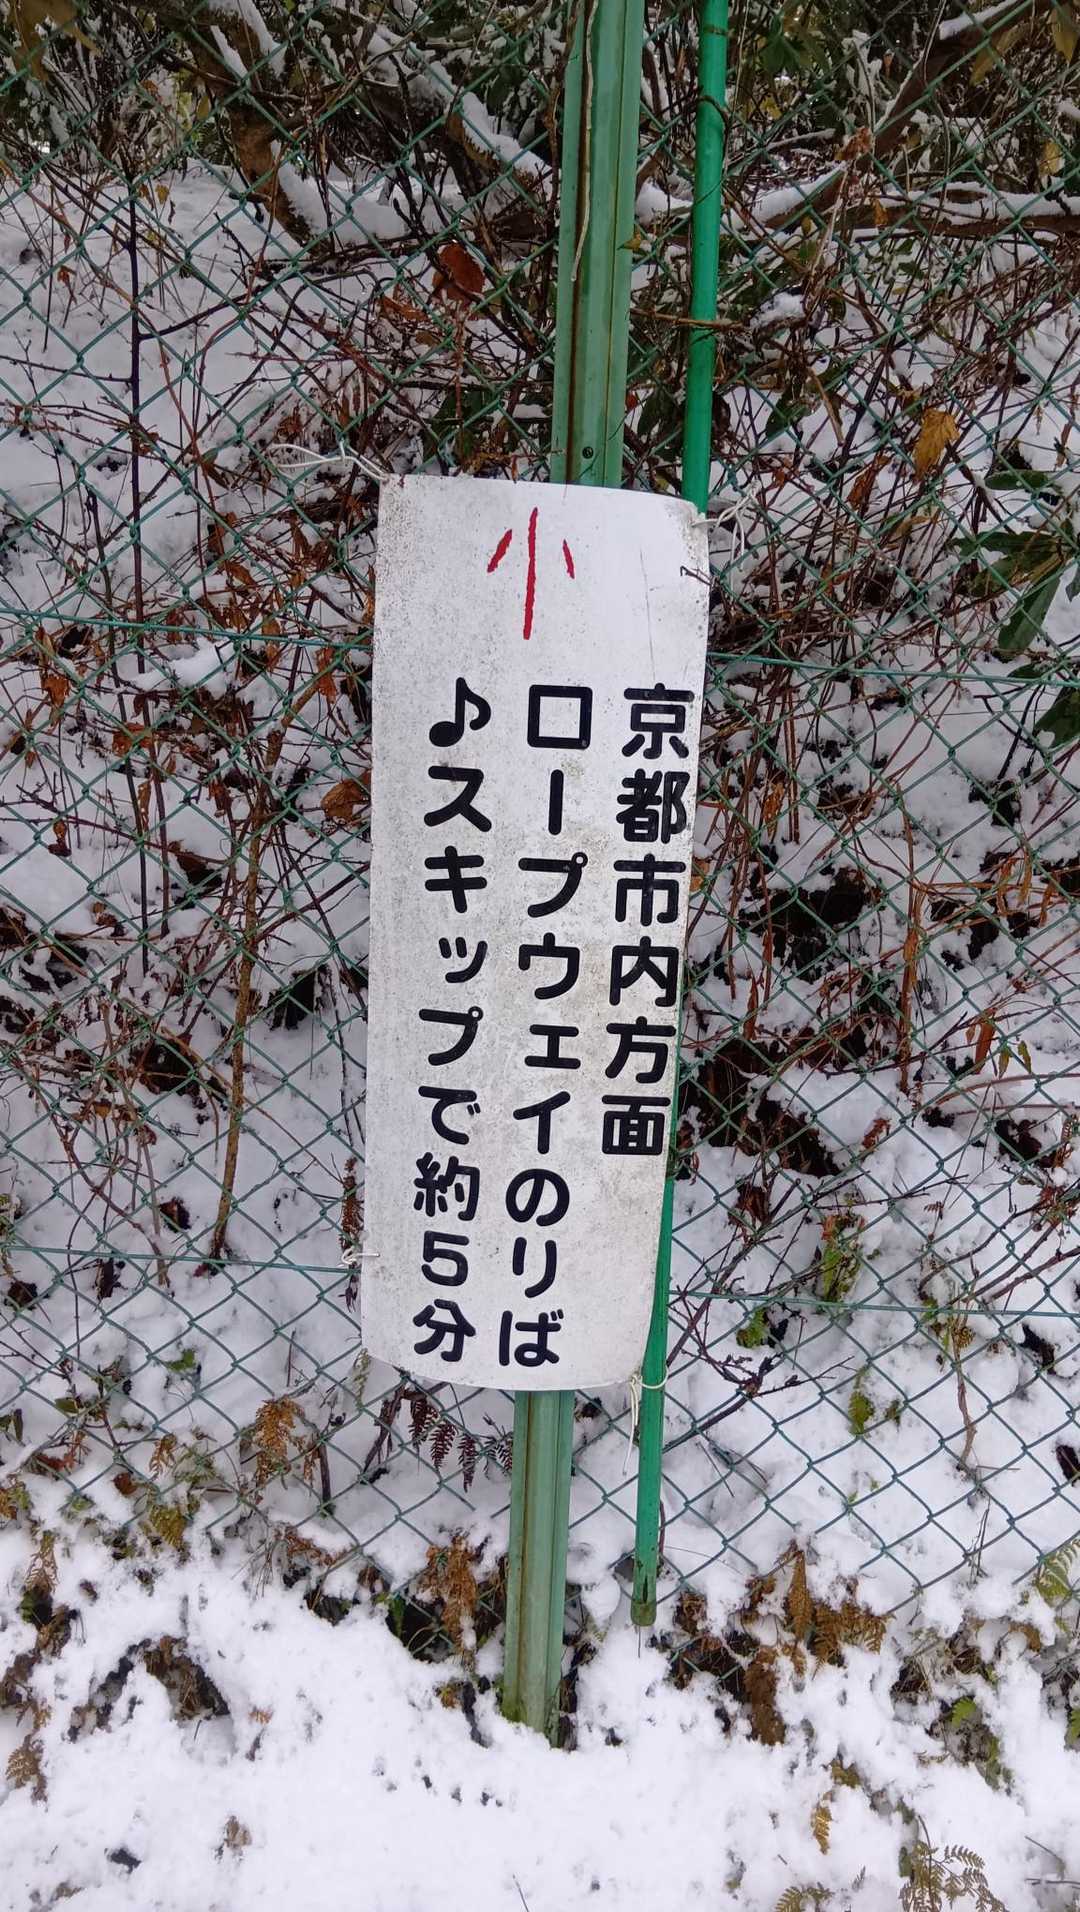 京都市内方面
ロープウェイのりば
♪スキップで約5分